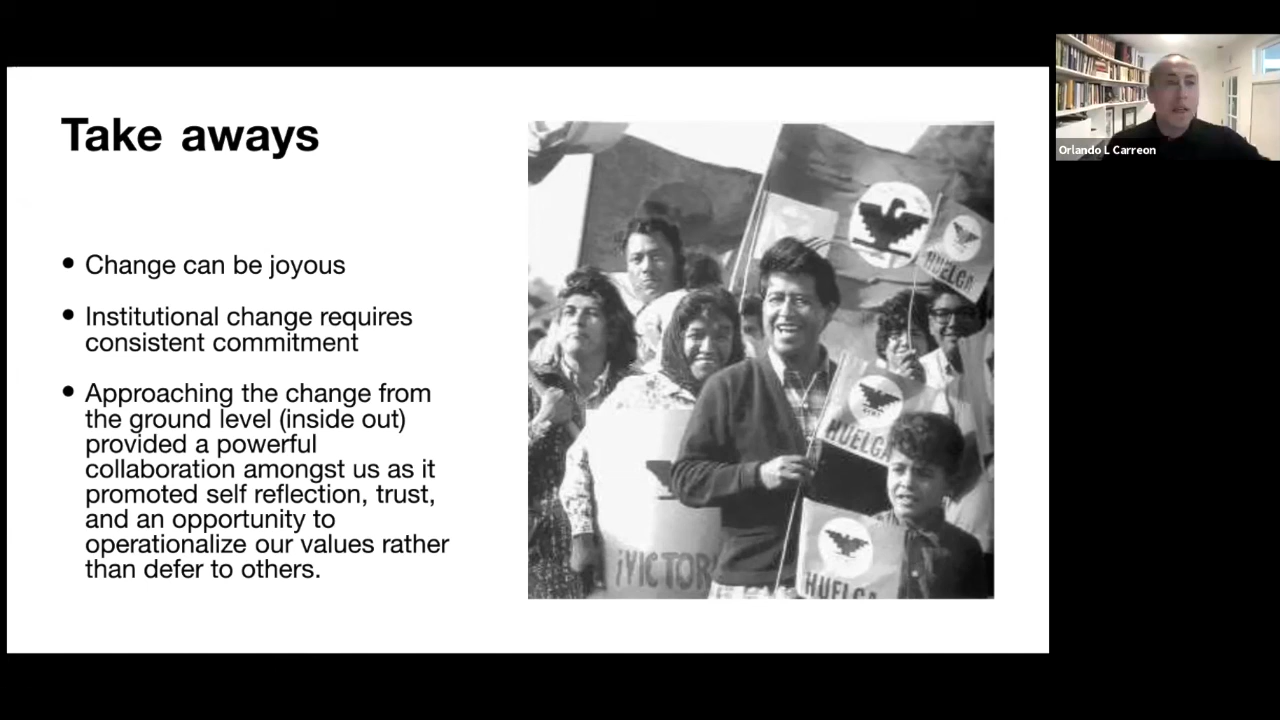 Take aways
• Change can be joyous
• Institutional change requires
consistent commitment
• Approaching the change from
the ground level (inside out)
provided a powerful
collaboration amongst us as it
promoted self reflection, trust,
and an opportunity to
operationalize our values rather
than defer to others.
HUELGA
HUELGA
¡VICTOR
HUELGA
Orlando L Carreon